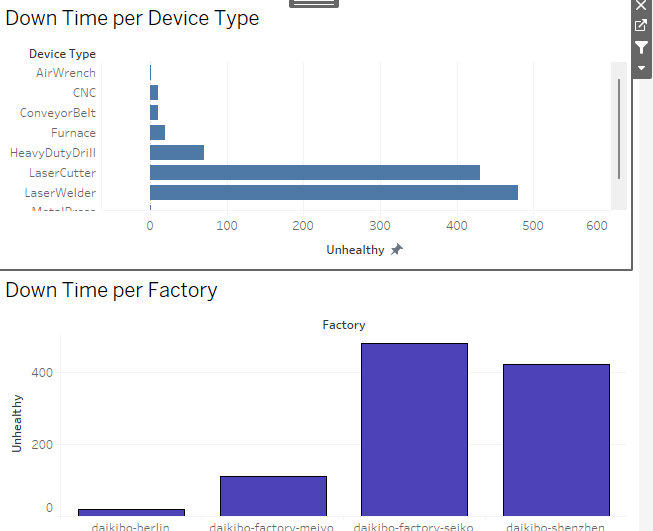 Down Time per Device Type
Device Type
AirWrench
CNC
ConveyorBelt
Furnace
HeavyDutyDrill
LaserCutter
LaserWelder
MetalPress
0 100 200 300 400 500 600
Unhealthy
Down Time per Factory
Factory
Unhealthy
400
200
0
daikibo-berlin daikibo-factory-meiyo daikibo-factory-seiko daikibo-shenzhen